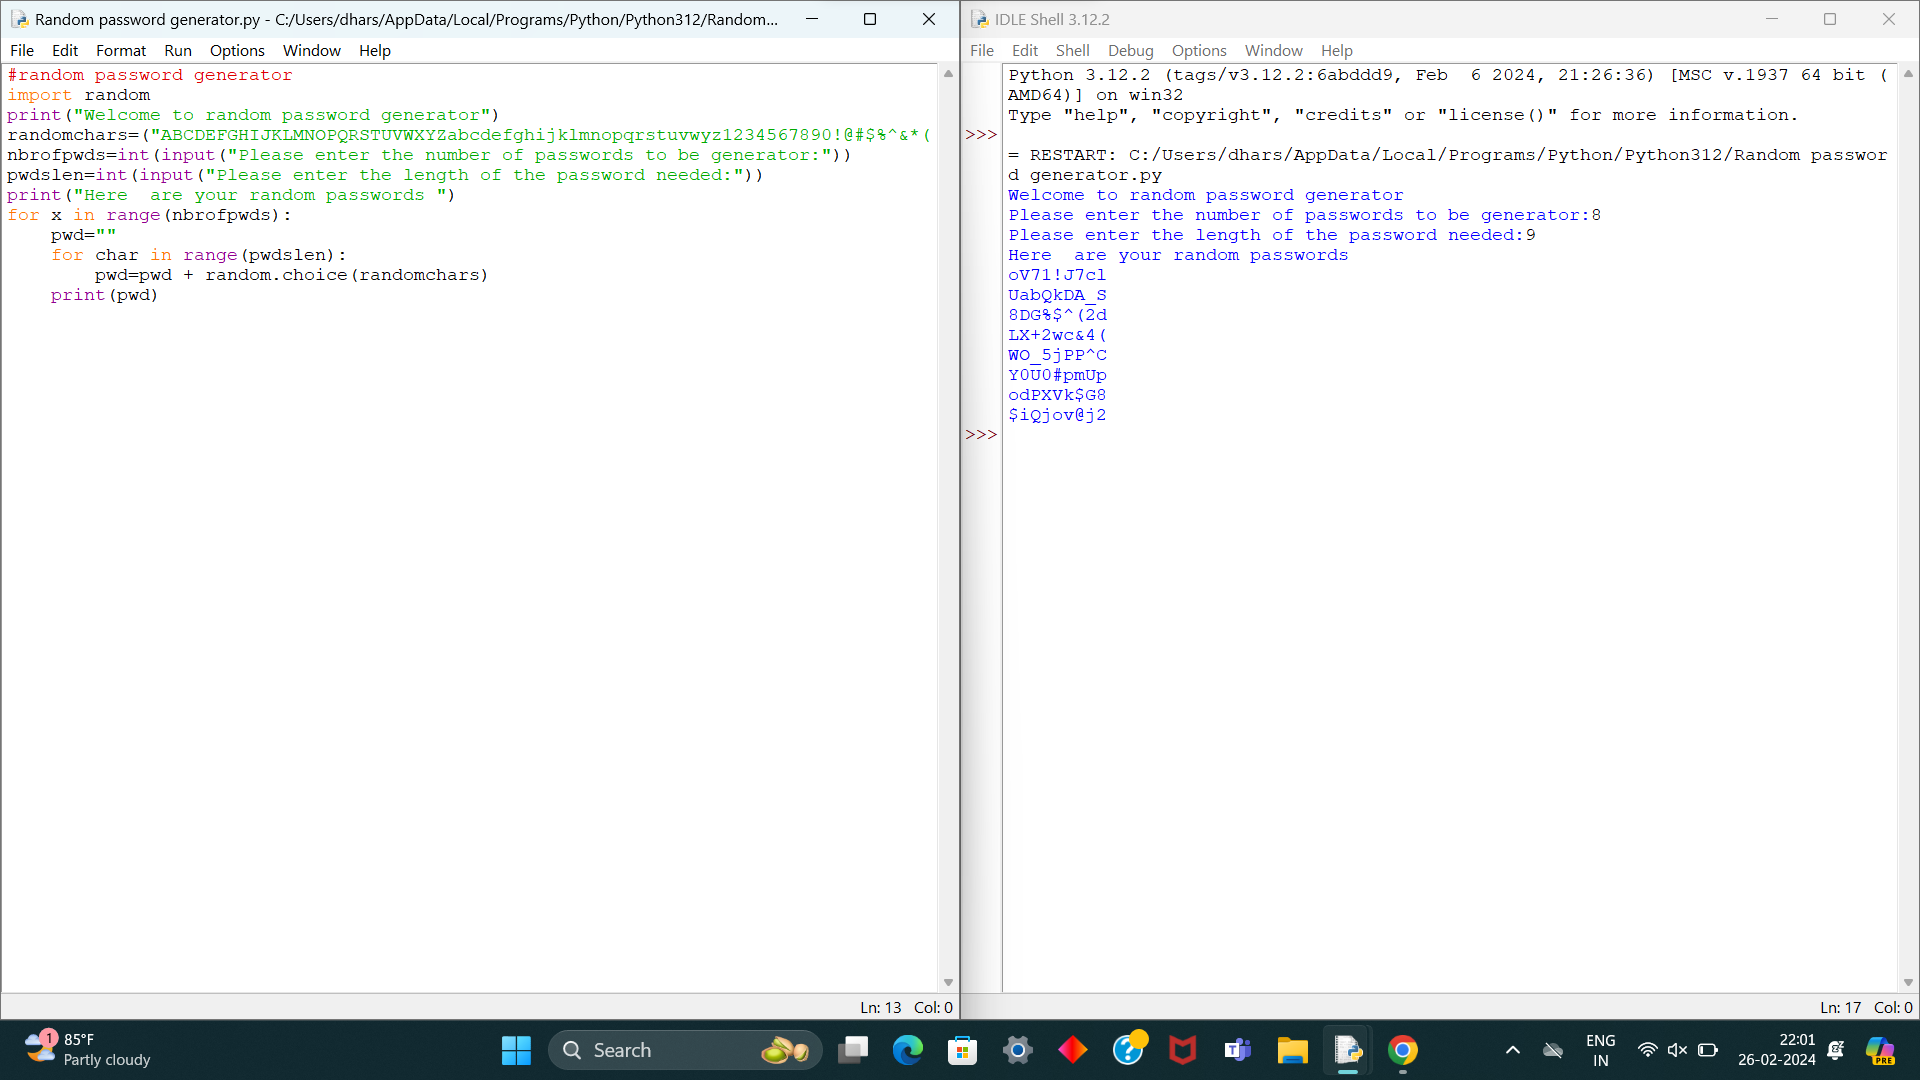 Random password generator.py - C:/Users/dhars/AppData/Local/Programs/Python/Python312/Random...
File Edit Format Run Options Window Help
#random password generator
import random
print("Welcome to random password generator")
randomchars=("ABCDEFGHIJKLMNOPQRSTUVWXYZabcdefghijklmnopqrstuvwyz1234567890!@#$%^&*(
nbrofpwds=int(input("Please enter the number of passwords to be generator:"))
pwdslen=int(input("Please enter the length of the password needed:"))
print("Here  are your random passwords ")
for x in range(nbrofpwds):
    pwd=""
    for char in range(pwdslen):
        pwd=pwd + random.choice(randomchars)
    print(pwd)
Ln: 13 Col: 0
IDLE Shell 3.12.2
File Edit Shell Debug Options Window Help
Python 3.12.2 (tags/v3.12.2:6abddd9, Feb  6 2024, 21:26:36) [MSC v.1937 64 bit (
AMD64)] on win32
Type "help", "copyright", "credits" or "license()" for more information.
>>>
= RESTART: C:/Users/dhars/AppData/Local/Programs/Python/Python312/Random passwor
d generator.py
Welcome to random password generator
Please enter the number of passwords to be generator:8
Please enter the length of the password needed:9
Here  are your random passwords
oV71!J7cl
UabQkDA_S
8DG%$^(2d
LX+2wc&4(
WO_5jPP^C
Y0U0#pmUp
odPXVk$G8
$iQjov@j2
>>>
Ln: 17 Col: 0
1
85°F
Partly cloudy
Search
ENG
IN
22:01
26-02-2024
PRE